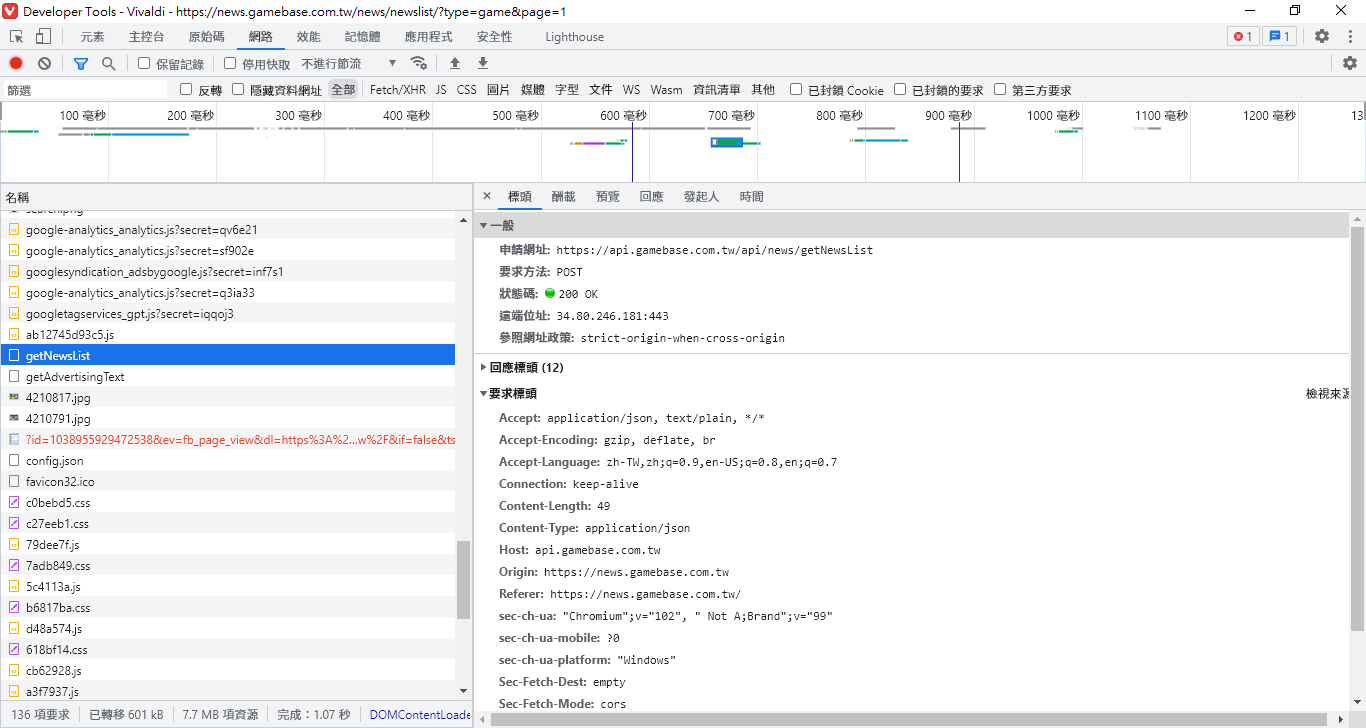 Developer Tools - Vivaldi - https://news.gamebase.com.tw/news/newslist/?type=game&page=1
元素 主控台 原始碼 網路 效能 記憶體 應用程式 安全性 Lighthouse 1 1
保留記錄 停用快取 不進行節流
篩選 反轉 隱藏資料網址 全部 Fetch/XHR JS CSS 圖片 媒體 字型 文件 WS Wasm 資訊清單 其他 已封鎖 Cookie 已封鎖的要求 第三方要求
100 毫秒 200 毫秒 300 毫秒 400 毫秒 500 毫秒 600 毫秒 700 毫秒 800 毫秒 900 毫秒 1000 毫秒 1100 毫秒 1200 毫秒 13
名稱
search.png
google-analytics_analytics.js?secret=qv6e21
google-analytics_analytics.js?secret=sf902e
googlesyndication_adsbygoogle.js?secret=inf7s1
google-analytics_analytics.js?secret=q3ia33
googletagservices_gpt.js?secret=iqqoj3
ab12745d93c5.js
getNewsList
getAdvertisingText
4210817.jpg
4210791.jpg
?id=1038955929472538&ev=fb_page_view&dl=https%3A%2...w%2F&if=false&ts
config.json
favicon32.ico
c0bebd5.css
c27eeb1.css
79dee7f.js
7adb849.css
5c4113a.js
b6817ba.css
d48a574.js
618bf14.css
cb62928.js
a3f7937.js
136 項要求 已轉移 601 kB 7.7 MB 項資源 完成：1.07 秒 DOMContentLoade
標頭 酬載 預覽 回應 發起人 時間
一般
申請網址: https://api.gamebase.com.tw/api/news/getNewsList
要求方法: POST
狀態碼: 200 OK
遠端位址: 34.80.246.181:443
參照網址政策: strict-origin-when-cross-origin
回應標頭 (12)
要求標頭 檢視來源
Accept: application/json, text/plain, */*
Accept-Encoding: gzip, deflate, br
Accept-Language: zh-TW,zh;q=0.9,en-US;q=0.8,en;q=0.7
Connection: keep-alive
Content-Length: 49
Content-Type: application/json
Host: api.gamebase.com.tw
Origin: https://news.gamebase.com.tw
Referer: https://news.gamebase.com.tw/
sec-ch-ua: "Chromium";v="102", " Not A;Brand";v="99"
sec-ch-ua-mobile: ?0
sec-ch-ua-platform: "Windows"
Sec-Fetch-Dest: empty
Sec-Fetch-Mode: cors